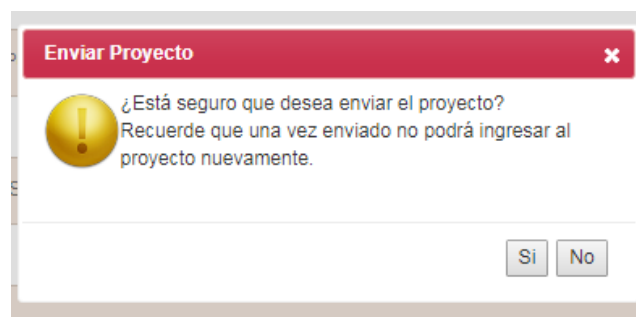 Enviar Proyecto
¿Está seguro que desea enviar el proyecto?
Recuerde que una vez enviado no podrá ingresar al
proyecto nuevamente.
Si No